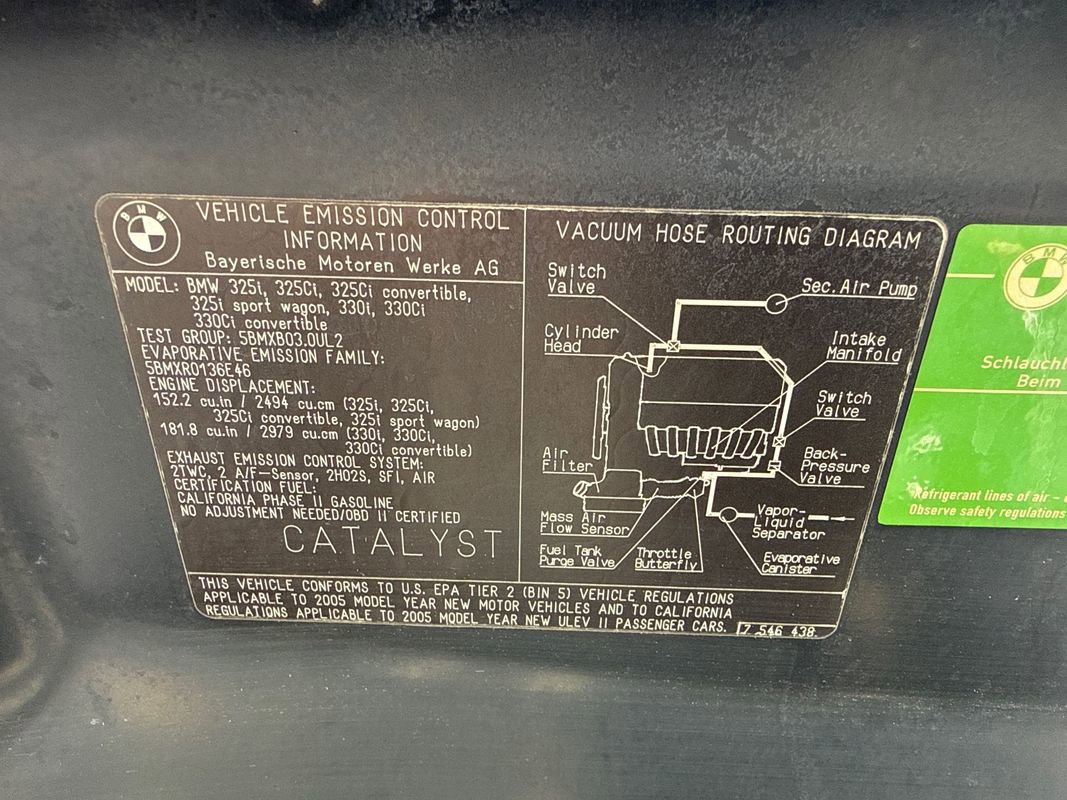 BMW
VEHICLE EMISSION CONTROL
INFORMATION
Bayerische Motoren Werke AG
MODEL: BMW 325i, 325Ci, 325Ci convertible,
325i sport wagon, 330i, 330Ci
330Ci convertible
TEST GROUP: 5BMXB03.0UL2
EVAPORATIVE EMISSION FAMILY:
5BMXR0136E46
ENGINE DISPLACEMENT:
152.2 cu.in / 2494 cu.cm (325i, 325Ci,
325Ci convertible, 325i sport wagon)
181.8 cu.in / 2979 cu.cm (330i, 330Ci,
330Ci convertible)
EXHAUST EMISSION CONTROL SYSTEM:
2TWC, 2 A/F-Sensor, 2HO2S, SFI, AIR
CERTIFICATION FUEL:
CALIFORNIA PHASE II GASOLINE
NO ADJUSTMENT NEEDED/OBD II CERTIFIED
CATALYST
VACUUM HOSE ROUTING DIAGRAM
Switch
Valve
Sec. Air Pump
Cylinder
Head
Intake
Manifold
Switch
Valve
Air
Filter
Back-
Pressure
Valve
Mass Air
Flow Sensor
Vapor-
Liquid
Separator
Fuel Tank
Purge Valve
Throttle
Butterfly
Evaporative
Canister
THIS VEHICLE CONFORMS TO U.S. EPA TIER 2 (BIN 5) VEHICLE REGULATIONS
APPLICABLE TO 2005 MODEL YEAR NEW MOTOR VEHICLES AND TO CALIFORNIA
REGULATIONS APPLICABLE TO 2005 MODEL YEAR NEW ULEV II PASSENGER CARS.
7 546 438
BMW
Schlauchl
Beim
Refrigerant lines of air -
Observe safety regulations